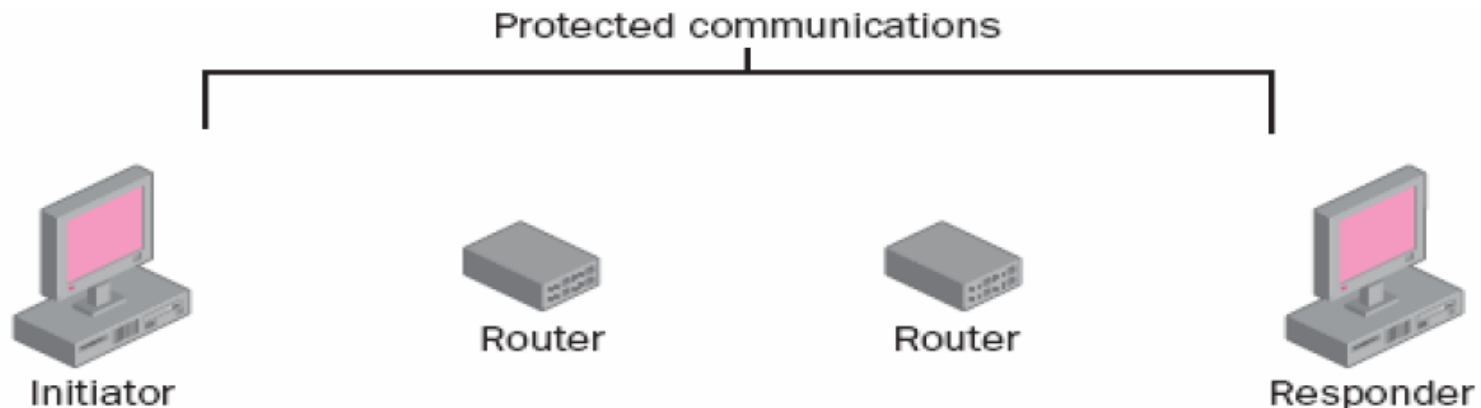 Protected communications
Router
Router
Initiator
Responder